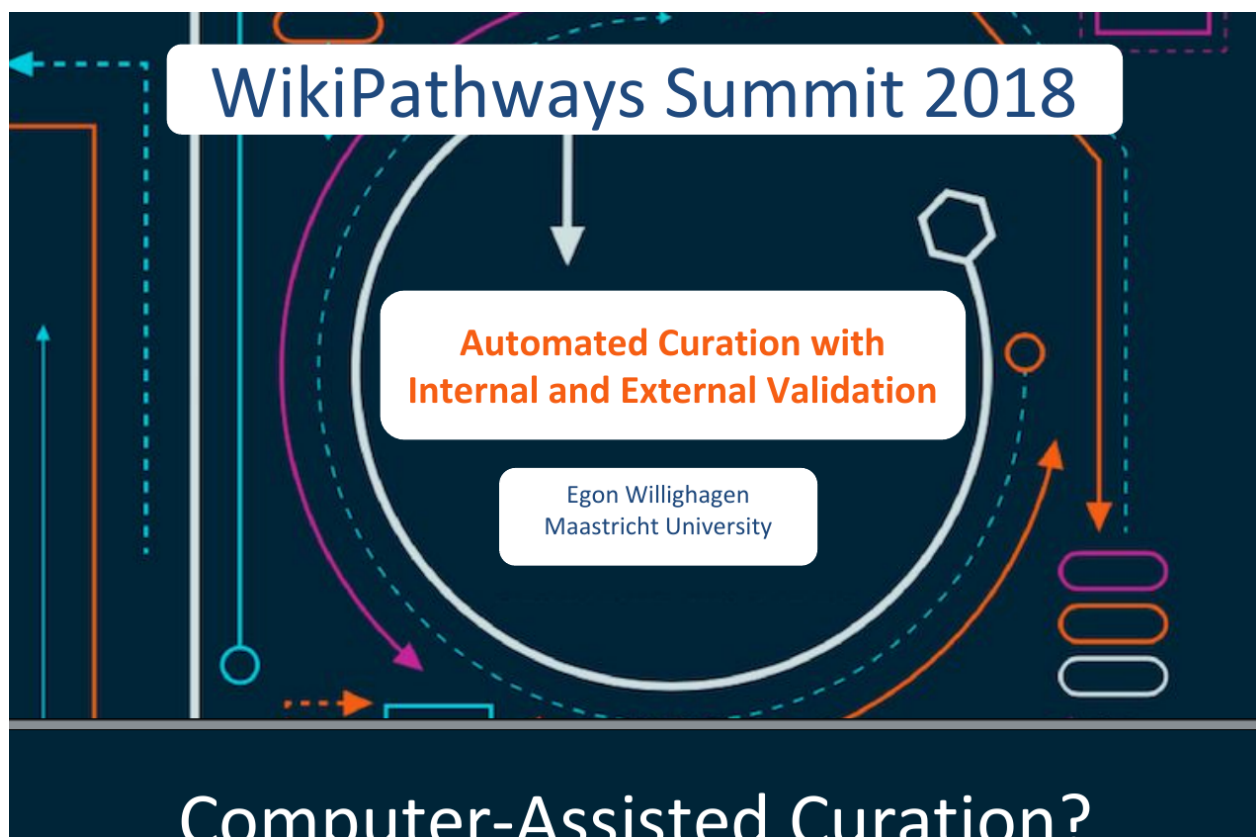 WikiPathways Summit 2018
Automated Curation with
Internal and External Validation
Egon Willighagen
Maastricht University
Computer-Assisted Curation?